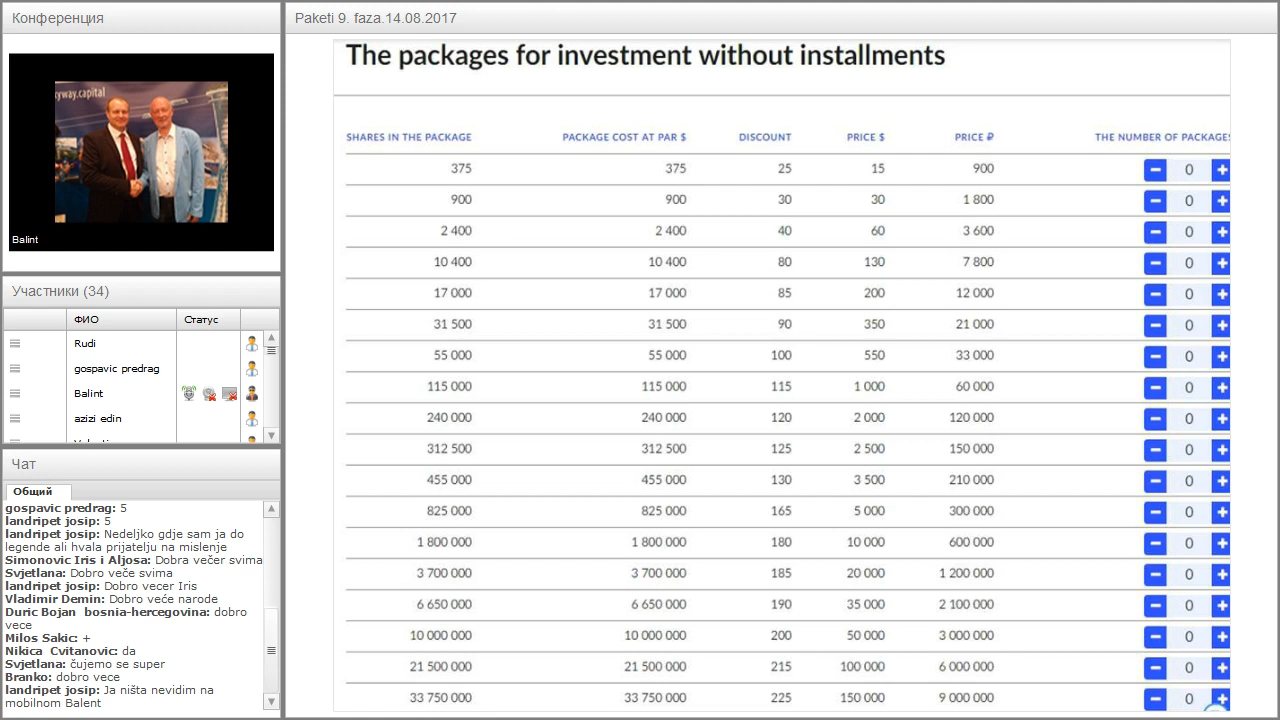 Конференция
xyway.capital
Balint
Участники (34)
ФИО Статус
Rudi
gospavic predrag
Balint
azizi edin
Чат
Общий
gospavic predrag: 5
landripet josip: 5
landripet josip: Nedeljko gdje sam ja do
legende ali hvala prijatelju na mislenje
Simonovic Iris i Aljosa: Dobra večer svima
Svjetlana: Dobro veče svima
landripet josip: Dobro vecer Iris
Vladimir Demin: Dobro veće narode
Duric Bojan bosnia-hercegovina: dobro
vece
Milos Sakic: +
Nikica Cvitanovic: da
Svjetlana: čujemo se super
Branko: dobro vece
landripet josip: Ja ništa nevidim na
mobilnom Balent
Paketi 9. faza.14.08.2017
The packages for investment without installments
SHARES IN THE PACKAGE PACKAGE COST AT PAR $ DISCOUNT PRICE $ PRICE ₽ THE NUMBER OF PACKAGES
375 375 25 15 900 − 0 +
900 900 30 30 1 800 − 0 +
2 400 2 400 40 60 3 600 − 0 +
10 400 10 400 80 130 7 800 − 0 +
17 000 17 000 85 200 12 000 − 0 +
31 500 31 500 90 350 21 000 − 0 +
55 000 55 000 100 550 33 000 − 0 +
115 000 115 000 115 1 000 60 000 − 0 +
240 000 240 000 120 2 000 120 000 − 0 +
312 500 312 500 125 2 500 150 000 − 0 +
455 000 455 000 130 3 500 210 000 − 0 +
825 000 825 000 165 5 000 300 000 − 0 +
1 800 000 1 800 000 180 10 000 600 000 − 0 +
3 700 000 3 700 000 185 20 000 1 200 000 − 0 +
6 650 000 6 650 000 190 35 000 2 100 000 − 0 +
10 000 000 10 000 000 200 50 000 3 000 000 − 0 +
21 500 000 21 500 000 215 100 000 6 000 000 − 0 +
33 750 000 33 750 000 225 150 000 9 000 000 − 0 +